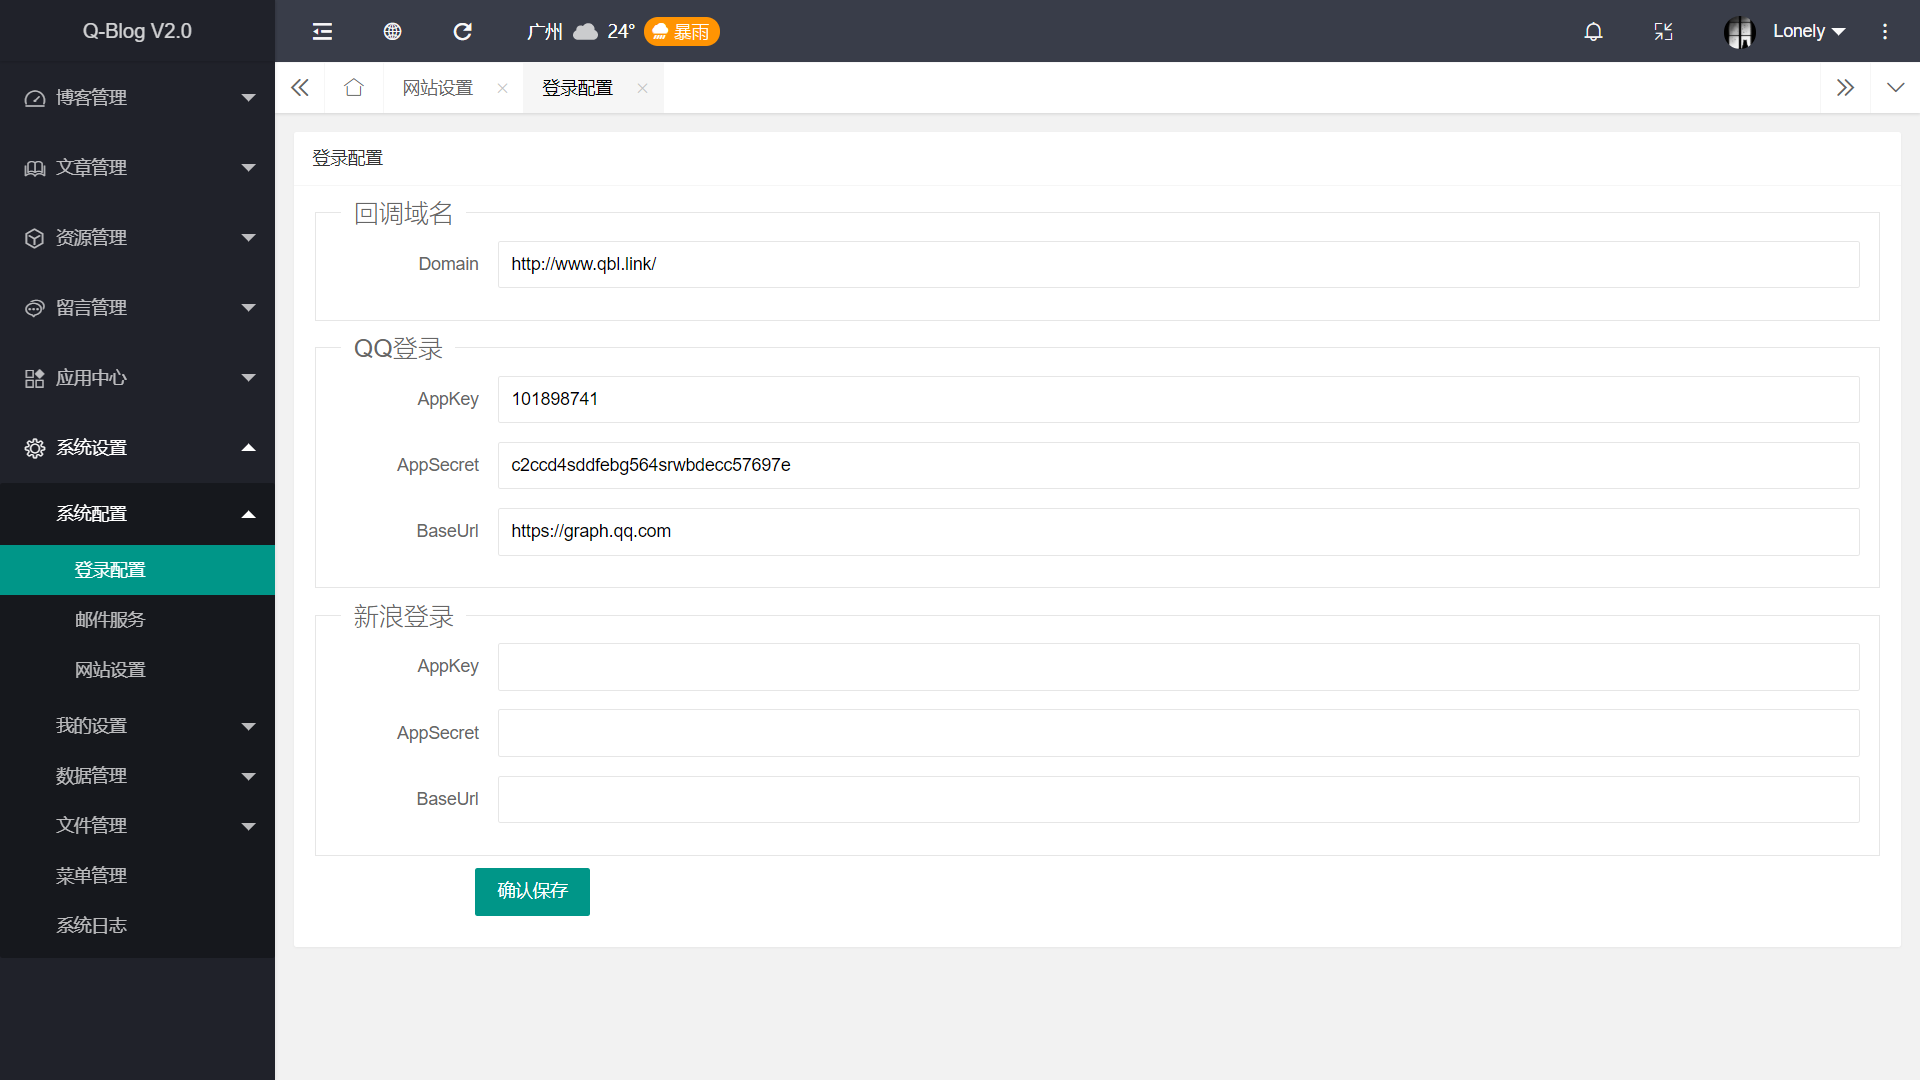 Q-Blog V2.0
广州 24° 暴雨
Lonely
博客管理
文章管理
资源管理
留言管理
应用中心
系统设置
系统配置
登录配置
邮件服务
网站设置
我的设置
数据管理
文件管理
菜单管理
系统日志
网站设置
登录配置
登录配置
回调域名
Domain http://www.qbl.link/
QQ登录
AppKey 101898741
AppSecret c2ccd4sddfebg564srwbdecc57697e
BaseUrl https://graph.qq.com
新浪登录
AppKey
AppSecret
BaseUrl
确认保存